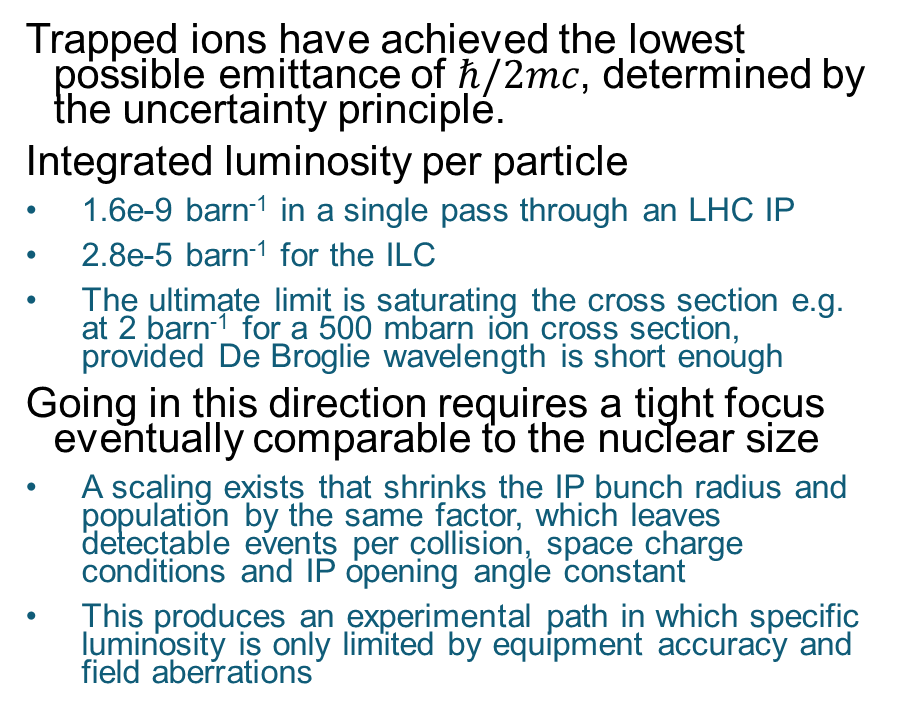 Trapped ions have achieved the lowest
possible emittance of ℏ/2mc, determined by
the uncertainty principle.
Integrated luminosity per particle
• 1.6e-9 barn⁻¹ in a single pass through an LHC IP
• 2.8e-5 barn⁻¹ for the ILC
• The ultimate limit is saturating the cross section e.g.
at 2 barn⁻¹ for a 500 mbarn ion cross section,
provided De Broglie wavelength is short enough
Going in this direction requires a tight focus
eventually comparable to the nuclear size
• A scaling exists that shrinks the IP bunch radius and
population by the same factor, which leaves
detectable events per collision, space charge
conditions and IP opening angle constant
• This produces an experimental path in which specific
luminosity is only limited by equipment accuracy and
field aberrations